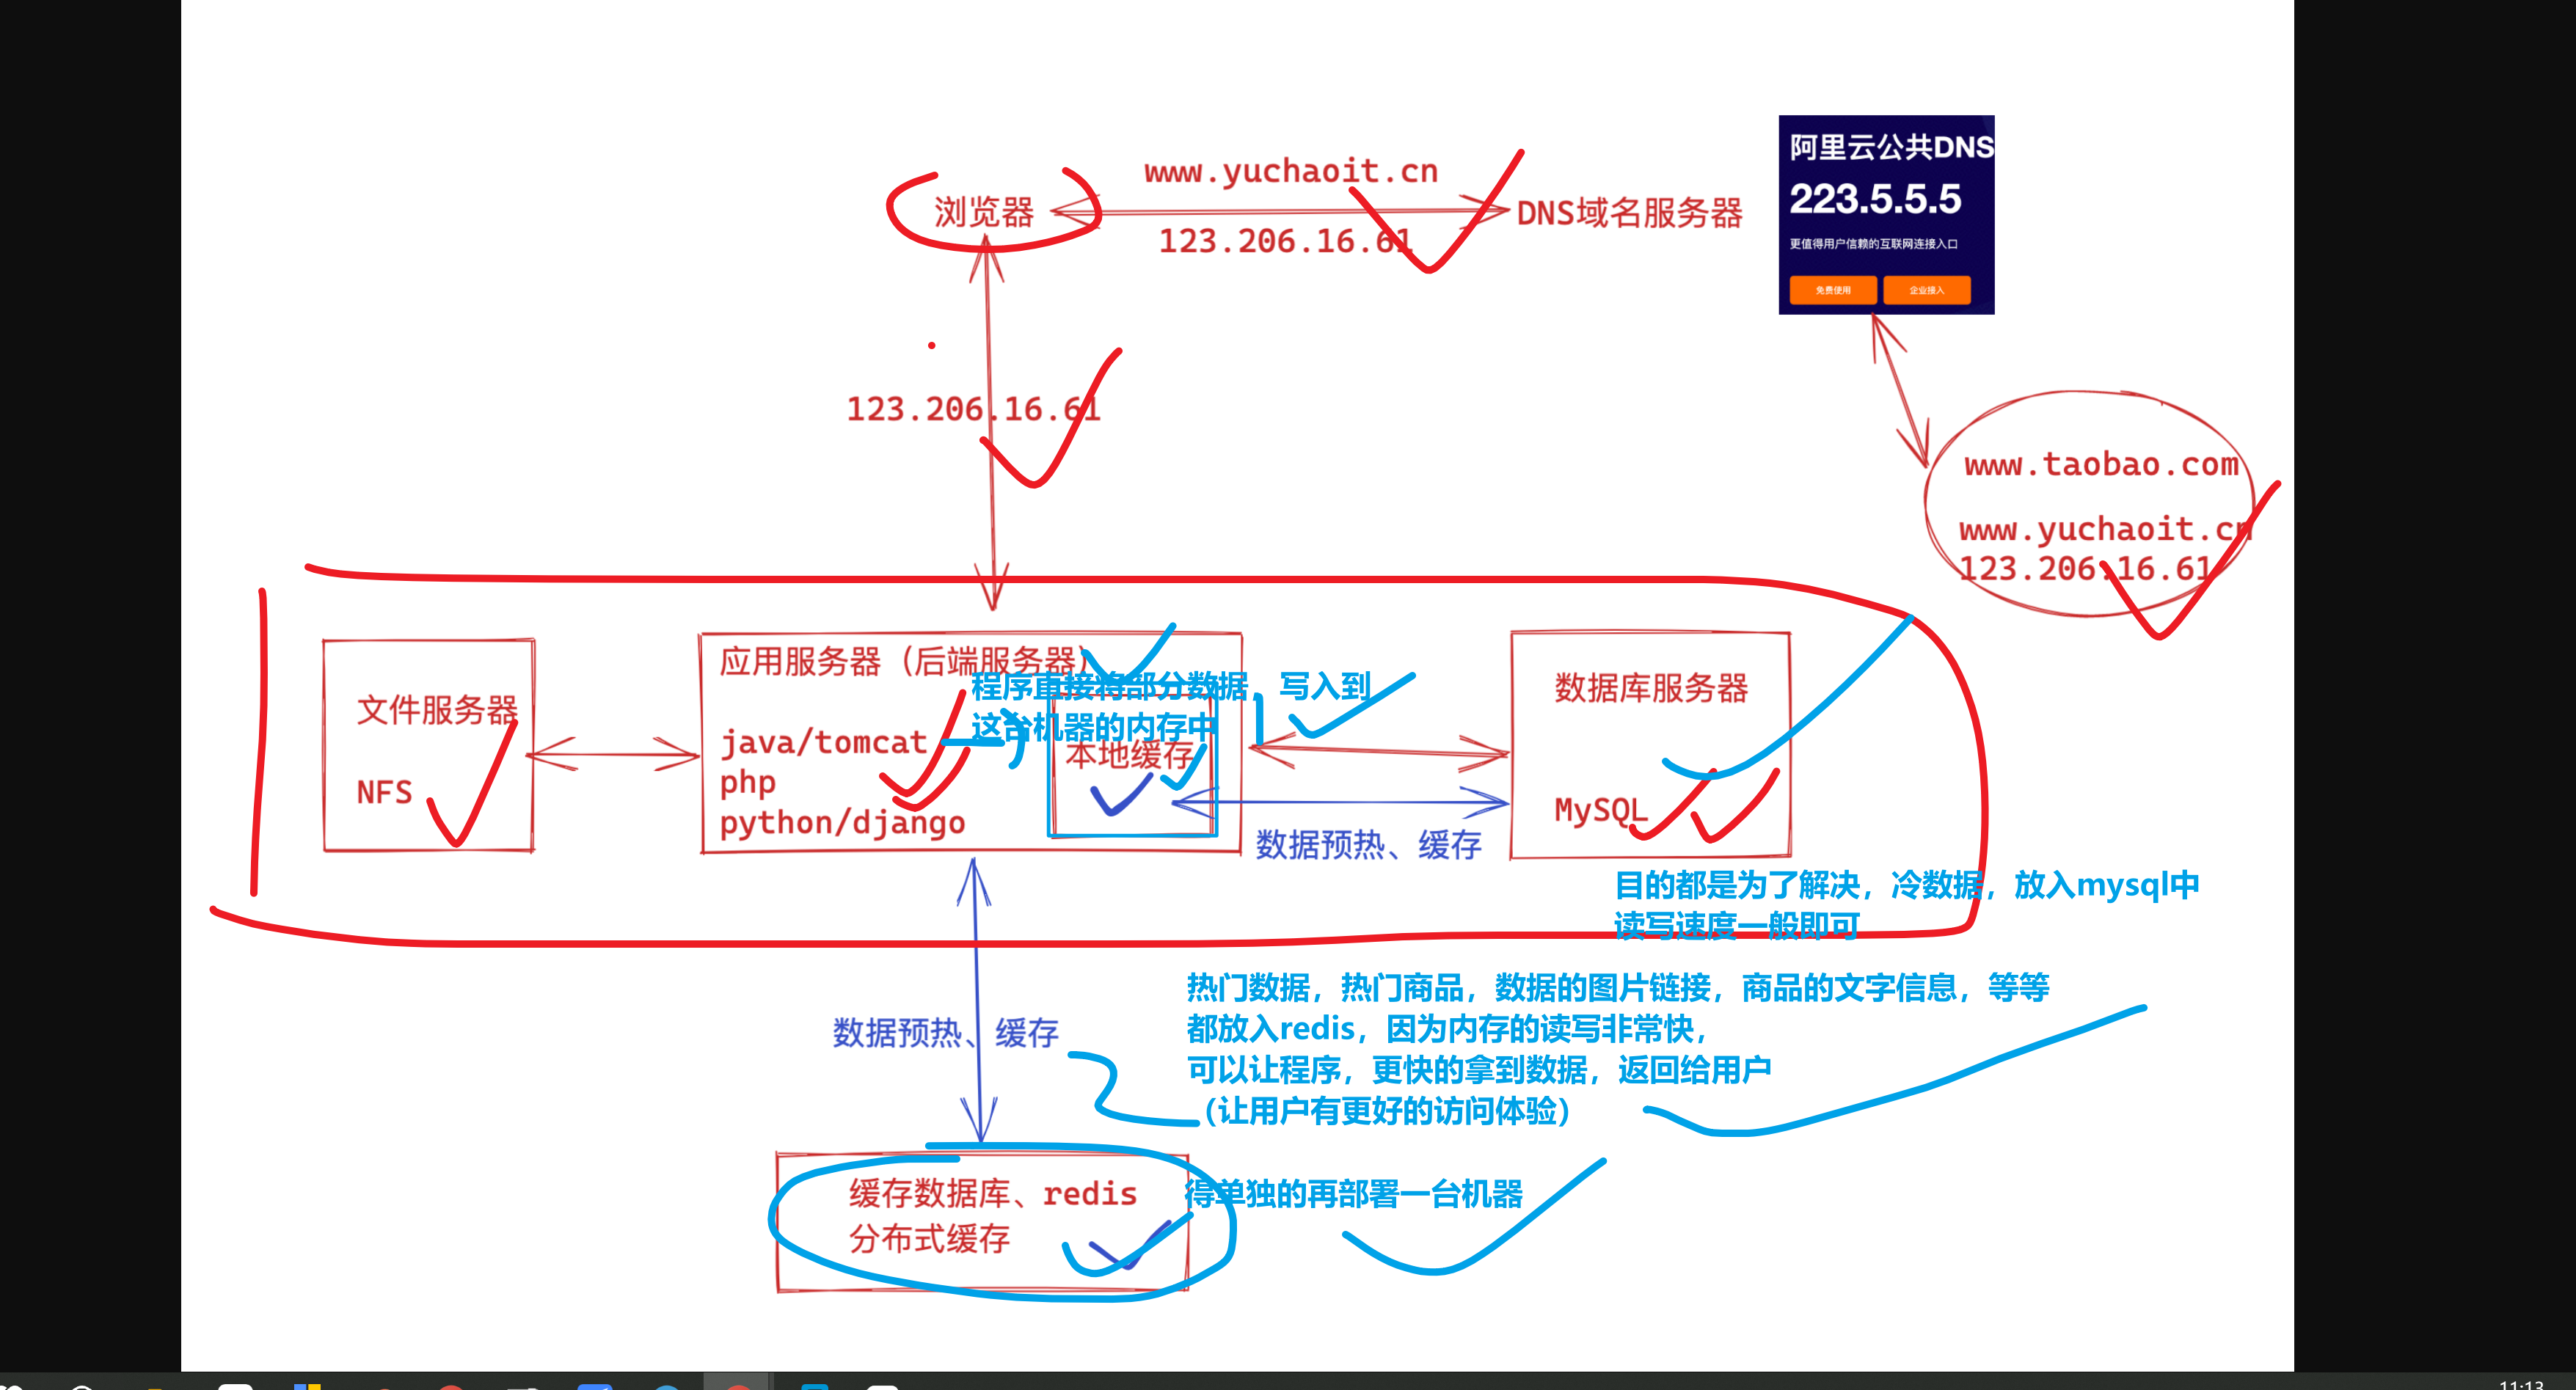 www.yuchaoit.cn
浏览器
DNS域名服务器
123.206.16.61
阿里云公共DNS
223.5.5.5
更值得用户信赖的互联网连接入口
免费使用
企业接入
123.206.16.61
www.taobao.com
www.yuchaoit.cn
123.206.16.61
文件服务器
NFS
应用服务器（后端服务器）
程序直接将部分数据，写入到
这台机器的内存中
java/tomcat
php
python/django
本地缓存
数据库服务器
MySQL
数据预热、缓存
目的都是为了解决，冷数据，放入mysql中
读写速度一般即可
热门数据，热门商品，数据的图片链接，商品的文字信息，等等
都放入redis，因为内存的读写非常快，
可以让程序，更快的拿到数据，返回给用户
（让用户有更好的访问体验）
数据预热、缓存
缓存数据库、redis
分布式缓存
得单独的再部署一台机器
11:13